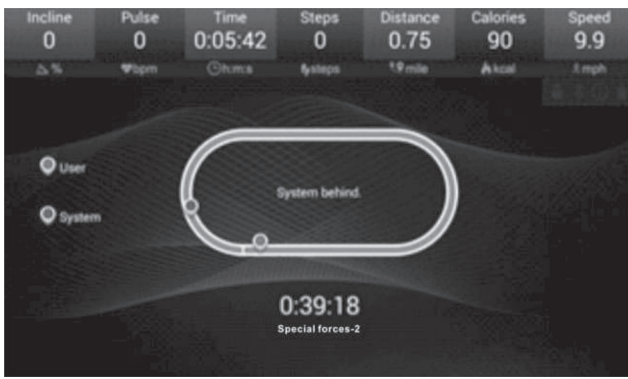 Incline Pulse Time Steps Distance Calories Speed
0 0 0:05:42 0 0.75 90 9.9
% bpm h:m:s steps mile kcal mph
User
System behind.
System
0:39:18
Special forces-2